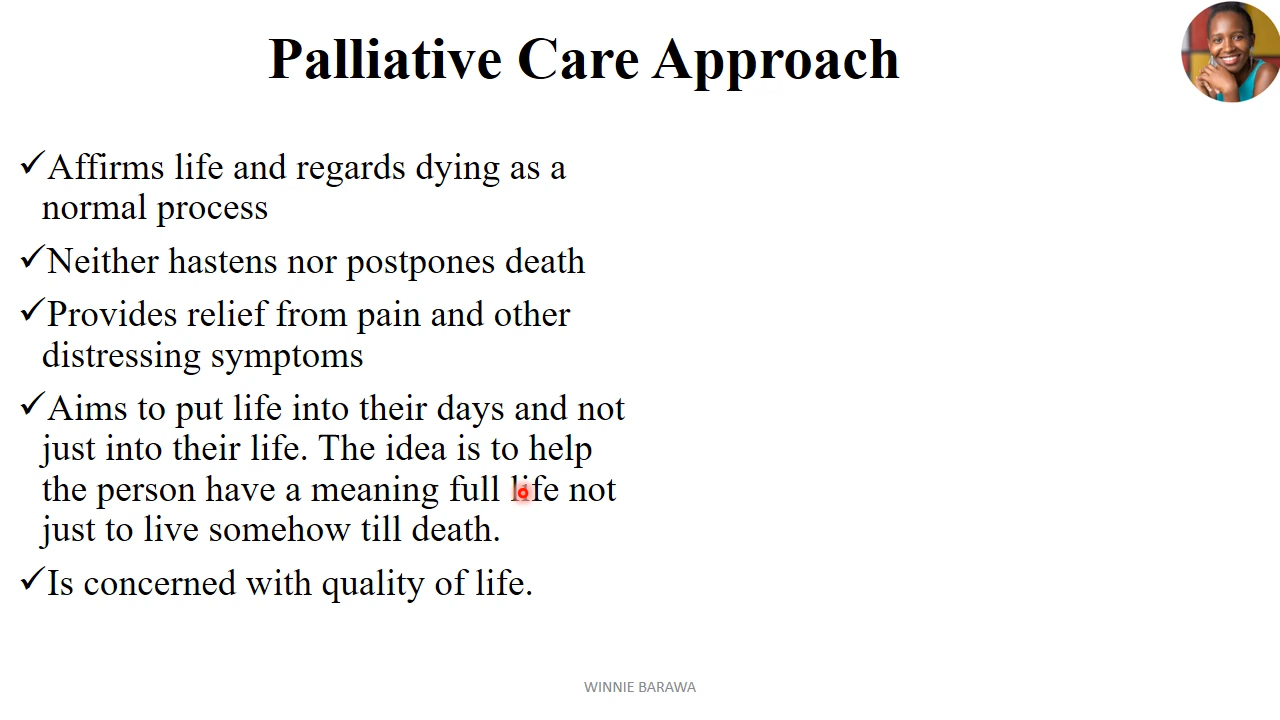 Palliative Care Approach
✓Affirms life and regards dying as a
normal process
✓Neither hastens nor postpones death
✓Provides relief from pain and other
distressing symptoms
✓Aims to put life into their days and not
just into their life. The idea is to help
the person have a meaning full life not
just to live somehow till death.
✓Is concerned with quality of life.
WINNIE BARAWA